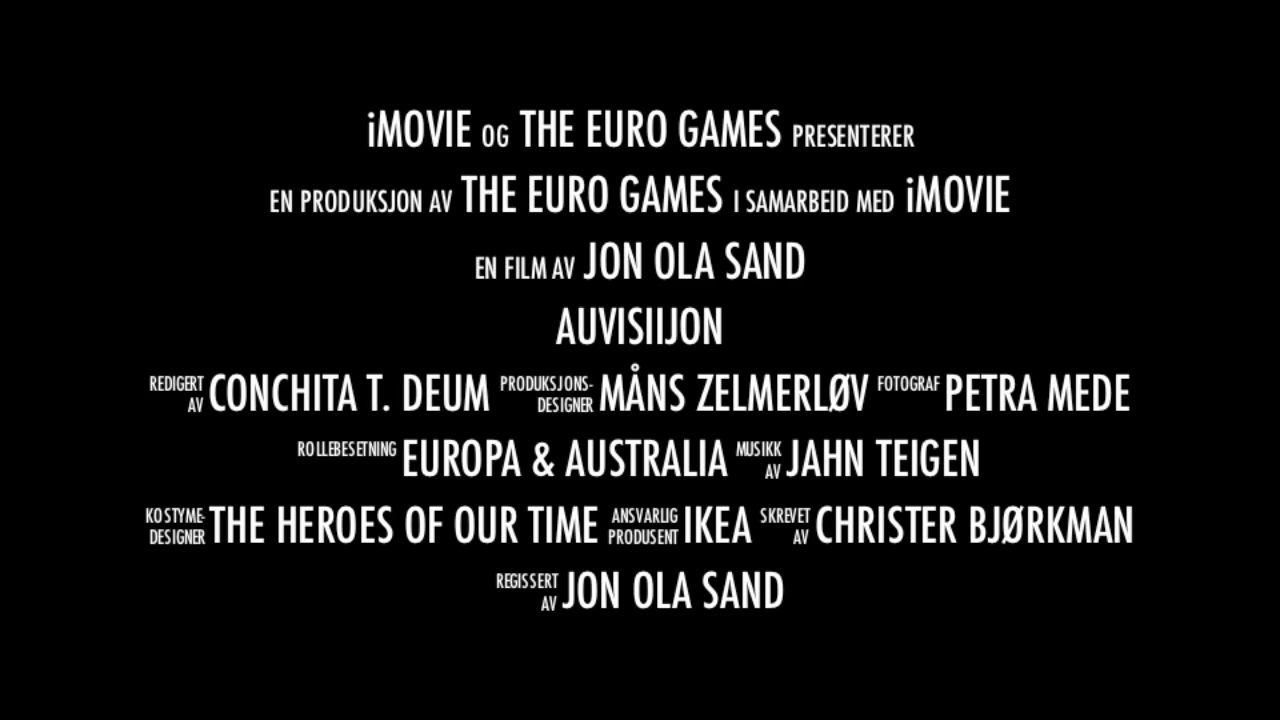 iMOVIE OG THE EURO GAMES PRESENTERER
EN PRODUKSJON AV THE EURO GAMES I SAMARBEID MED iMOVIE
EN FILM AV JON OLA SAND
AUVISIIJON
REDIGERT AV CONCHITA T. DEUM PRODUKSJONS-DESIGNER MÅNS ZELMERLØV FOTOGRAF PETRA MEDE
ROLLEBESETNING EUROPA & AUSTRALIA MUSIKK AV JAHN TEIGEN
KOSTYME-DESIGNER THE HEROES OF OUR TIME ANSVARLIG PRODUSENT IKEA SKREVET AV CHRISTER BJØRKMAN
REGISSERT AV JON OLA SAND